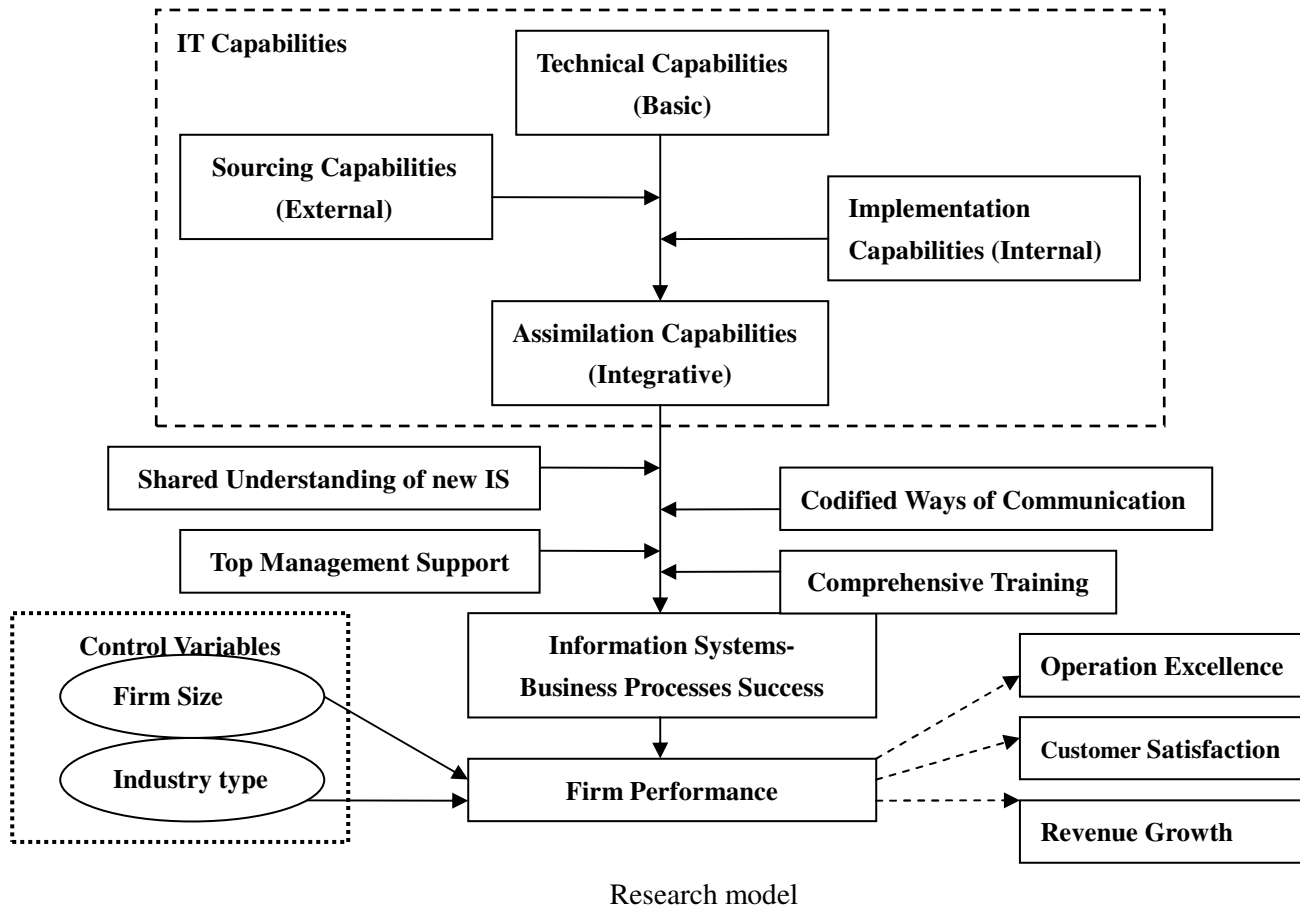 IT Capabilities
Technical Capabilities
(Basic)
Sourcing Capabilities
(External)
Implementation
Capabilities (Internal)
Assimilation Capabilities
(Integrative)
Shared Understanding of new IS
Codified Ways of Communication
Top Management Support
Comprehensive Training
Control Variables
Firm Size
Industry type
Information Systems-
Business Processes Success
Firm Performance
Operation Excellence
Customer Satisfaction
Revenue Growth
Research model